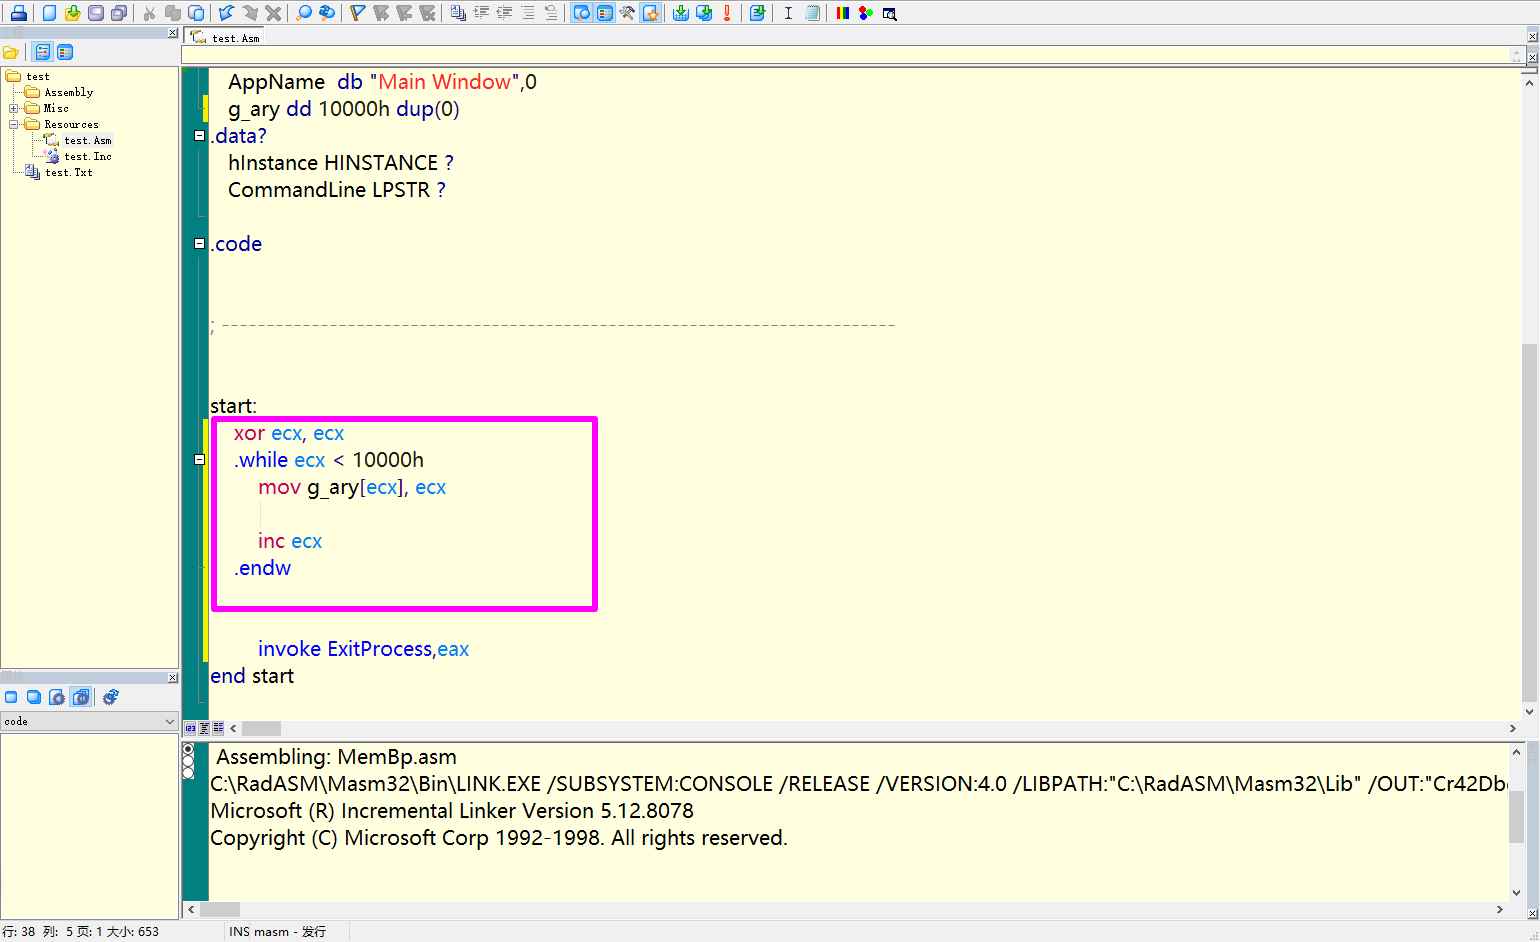 test.Asm
test
Assembly
Misc
Resources
test.Asm
test.Inc
test.Txt
code
AppName  db "Main Window",0
g_ary dd 10000h dup(0)
.data?
hInstance HINSTANCE ?
CommandLine LPSTR ?
.code
; ---------------------------------------------------------------------------
start:
xor ecx, ecx
.while ecx < 10000h
mov g_ary[ecx], ecx
inc ecx
.endw
invoke ExitProcess,eax
end start
Assembling: MemBp.asm
C:\RadASM\Masm32\Bin\LINK.EXE /SUBSYSTEM:CONSOLE /RELEASE /VERSION:4.0 /LIBPATH:"C:\RadASM\Masm32\Lib" /OUT:"Cr42Db
Microsoft (R) Incremental Linker Version 5.12.8078
Copyright (C) Microsoft Corp 1992-1998. All rights reserved.
行: 38 列: 5 页: 1 大小: 653
INS masm - 发行